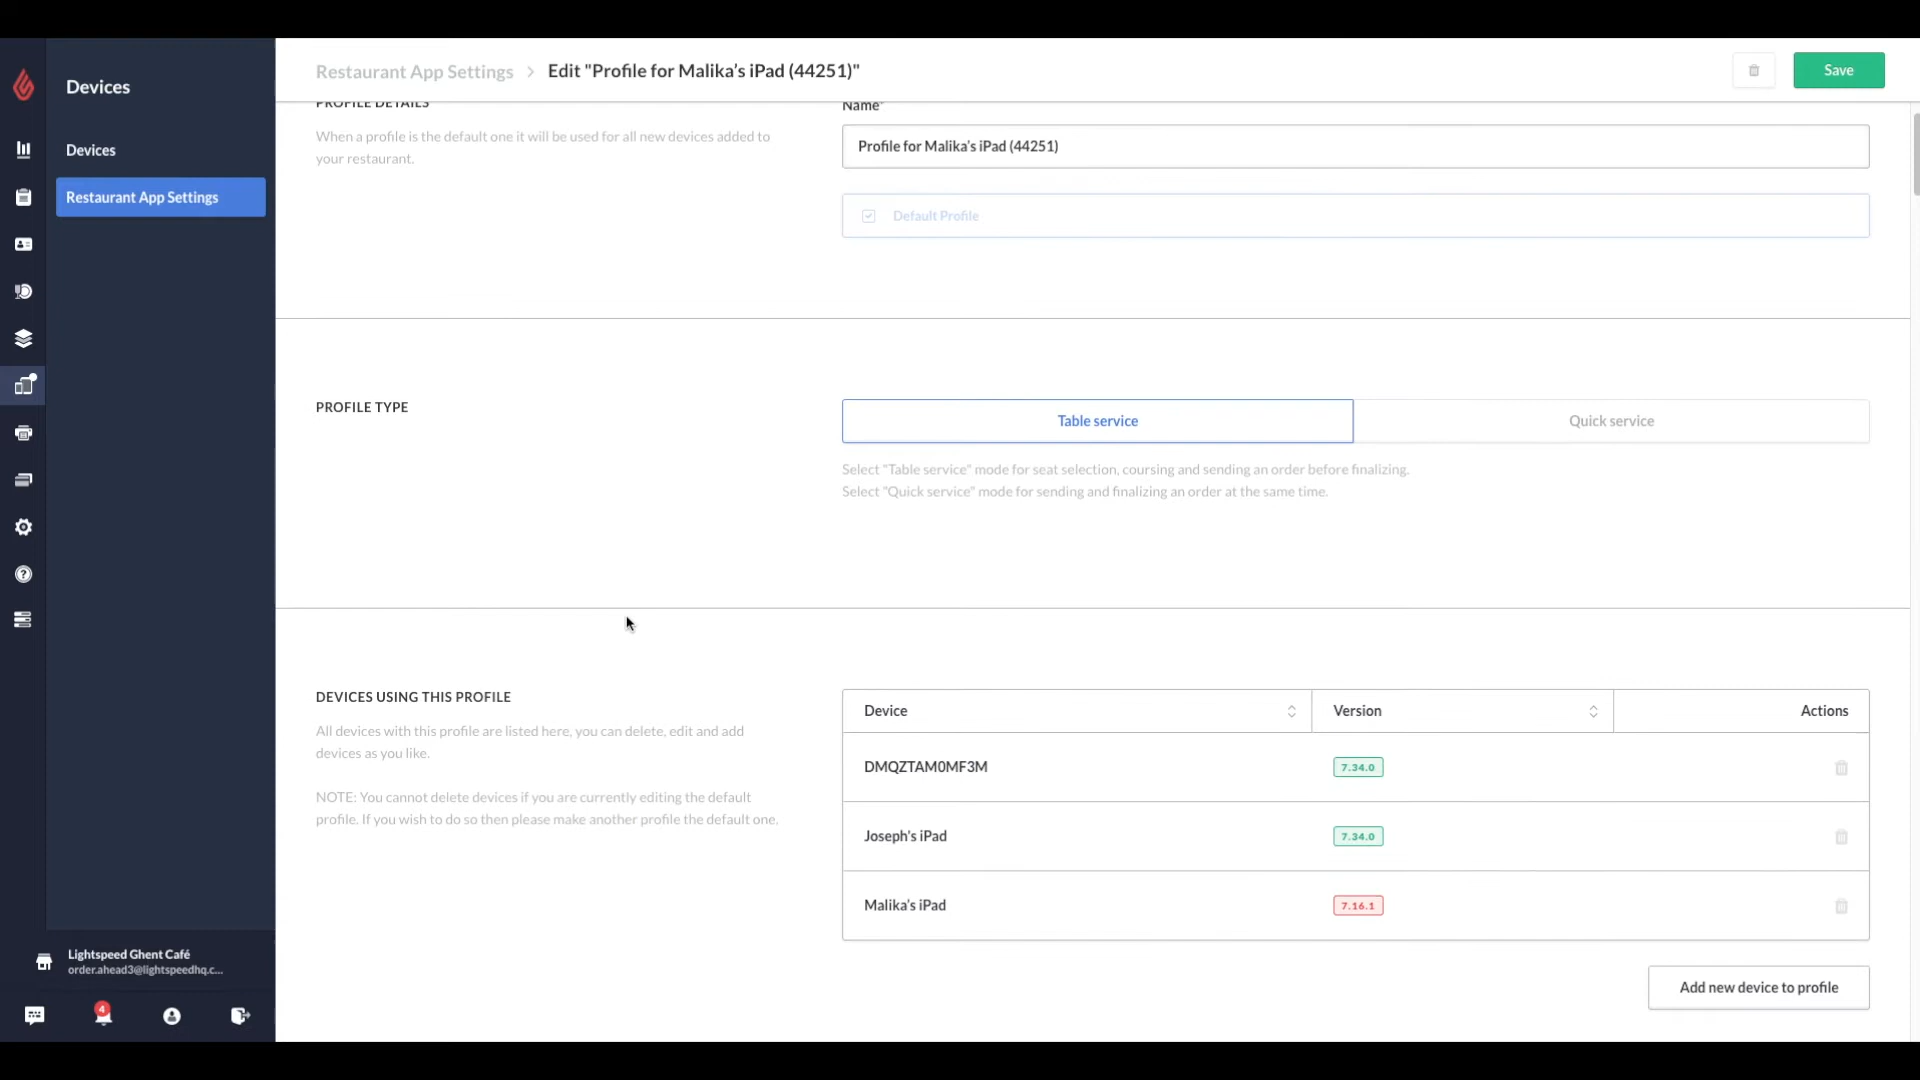 Devices
Devices
Restaurant App Settings
Lightspeed Ghent Café
order.ahead3@lightspeedhq.c...
4
Restaurant App Settings > Edit "Profile for Malika's iPad (44251)"
Save
PROFILE DETAILS
When a profile is the default one it will be used for all new devices added to
your restaurant.
Name*
Profile for Malika's iPad (44251)
Default Profile
PROFILE TYPE
Table service
Quick service
Select "Table service" mode for seat selection, coursing and sending an order before finalizing.
Select "Quick service" mode for sending and finalizing an order at the same time.
DEVICES USING THIS PROFILE
All devices with this profile are listed here, you can delete, edit and add
devices as you like.
NOTE: You cannot delete devices if you are currently editing the default
profile. If you wish to do so then please make another profile the default one.
Device Version Actions
DMQZTAM0MF3M 7.34.0
Joseph's iPad 7.34.0
Malika's iPad 7.16.1
Add new device to profile